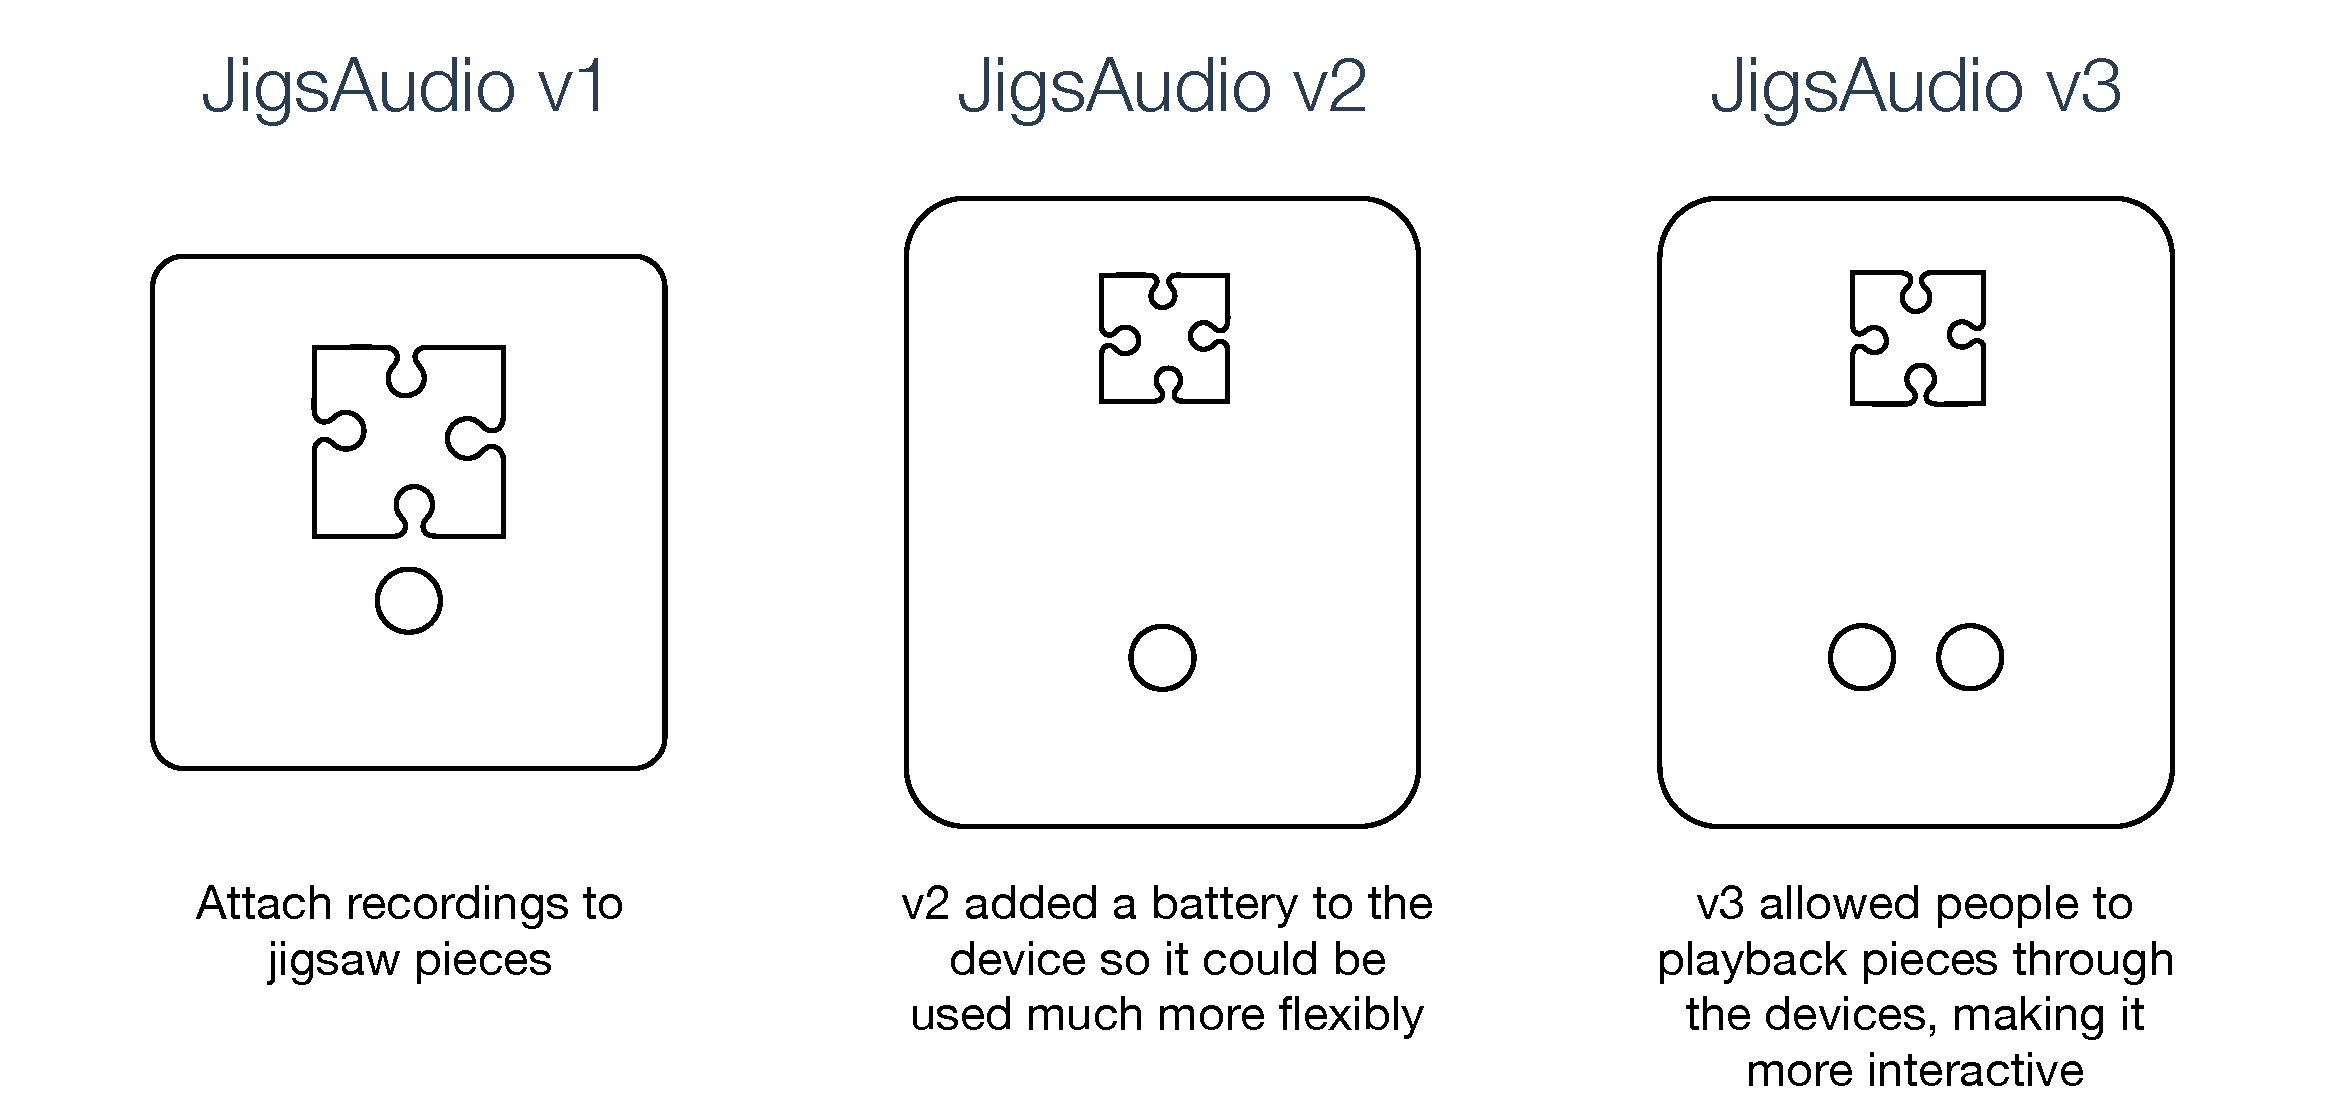 JigsAudio v1
JigsAudio v2
JigsAudio v3
Attach recordings to
jigsaw pieces
v2 added a battery to the
device so it could be
used much more flexibly
v3 allowed people to
playback pieces through
the devices, making it
more interactive